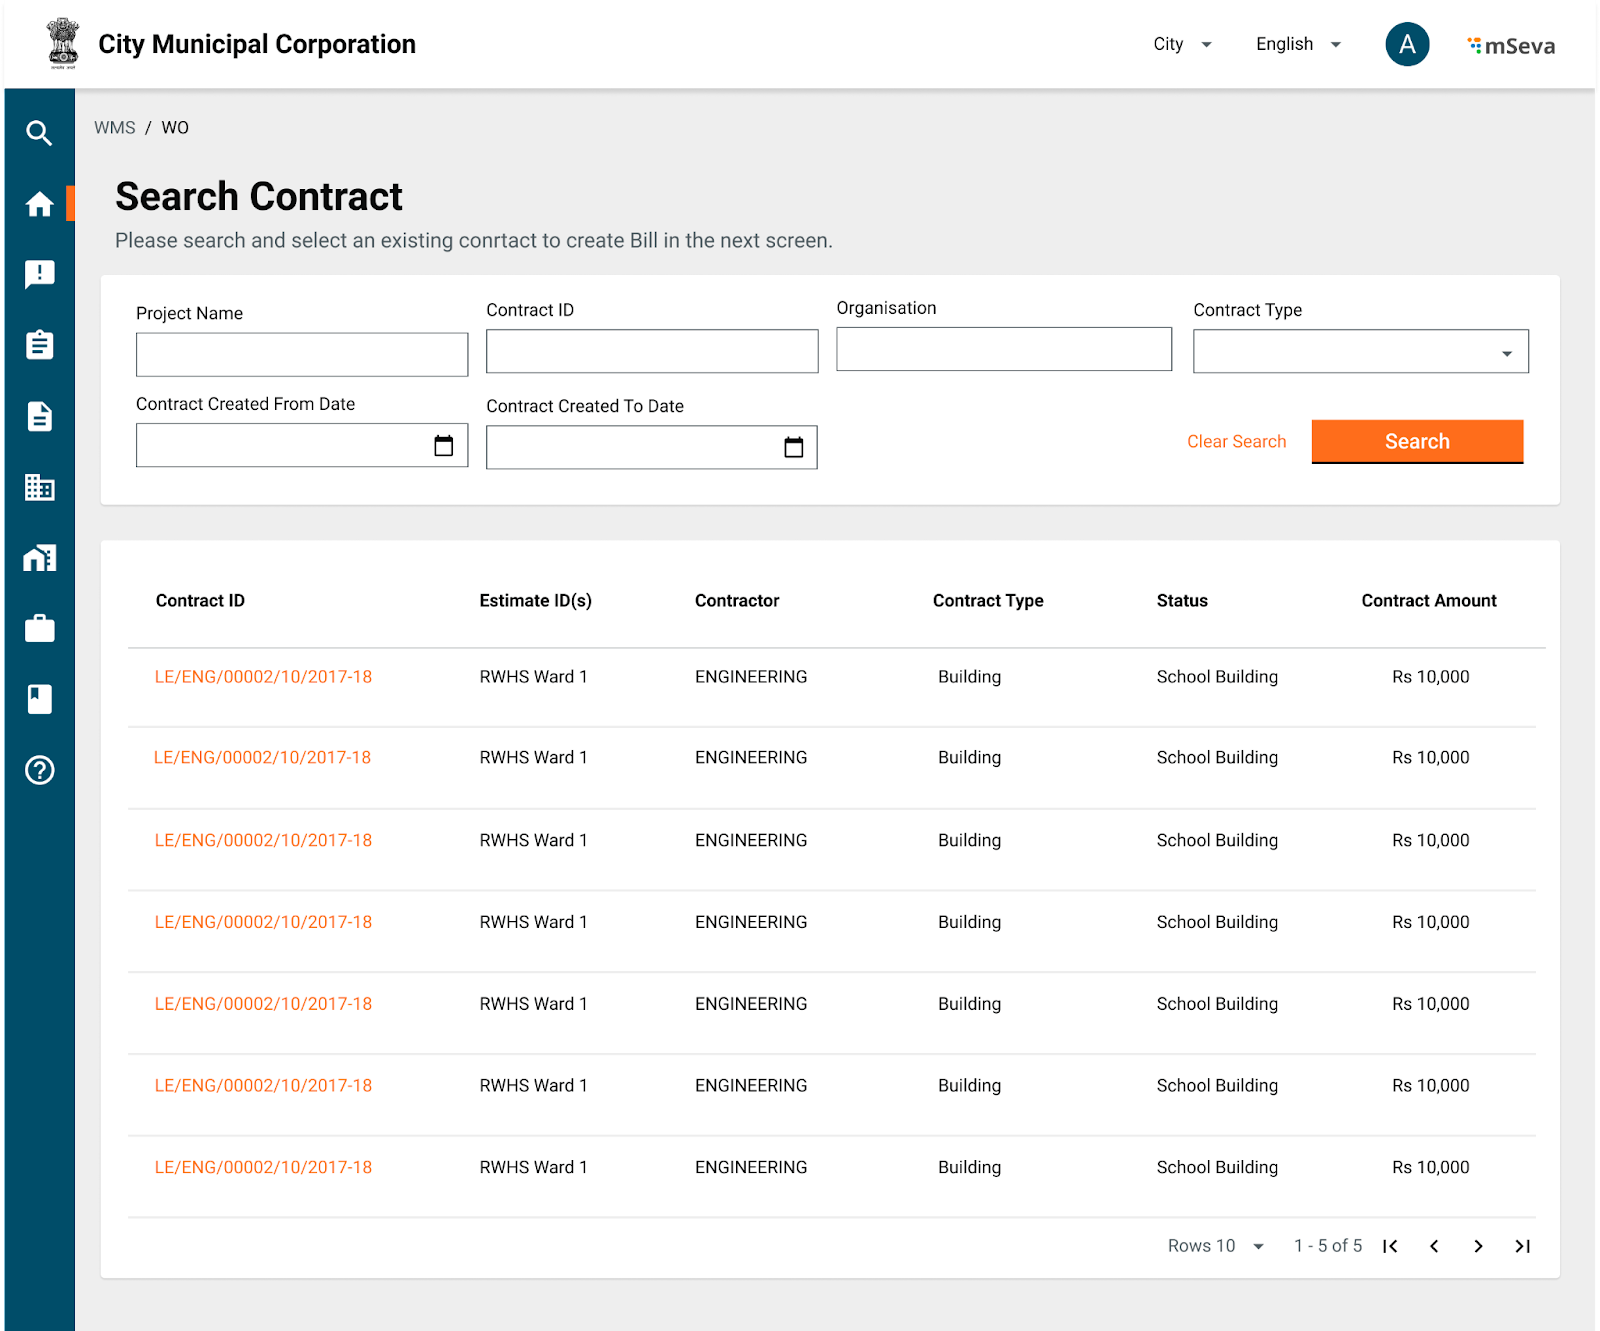 City Municipal Corporation
City
English
A
mSeva
WMS / WO
Search Contract
Please search and select an existing conrtact to create Bill in the next screen.
Project Name
Contract ID
Organisation
Contract Type
Contract Created From Date
Contract Created To Date
Clear Search
Search
Contract ID Estimate ID(s) Contractor Contract Type Status Contract Amount
LE/ENG/00002/10/2017-18 RWHS Ward 1 ENGINEERING Building School Building Rs 10,000
LE/ENG/00002/10/2017-18 RWHS Ward 1 ENGINEERING Building School Building Rs 10,000
LE/ENG/00002/10/2017-18 RWHS Ward 1 ENGINEERING Building School Building Rs 10,000
LE/ENG/00002/10/2017-18 RWHS Ward 1 ENGINEERING Building School Building Rs 10,000
LE/ENG/00002/10/2017-18 RWHS Ward 1 ENGINEERING Building School Building Rs 10,000
LE/ENG/00002/10/2017-18 RWHS Ward 1 ENGINEERING Building School Building Rs 10,000
LE/ENG/00002/10/2017-18 RWHS Ward 1 ENGINEERING Building School Building Rs 10,000
Rows 10 1 - 5 of 5